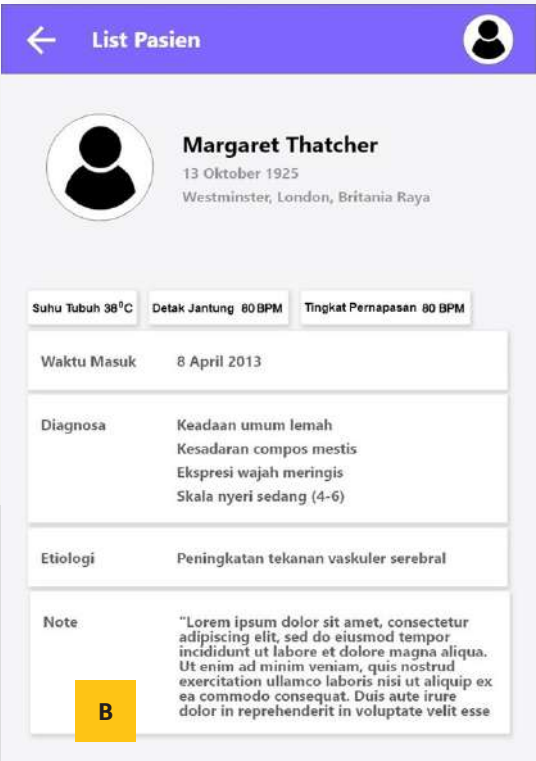 List Pasien
Margaret Thatcher
13 Oktober 1925
Westminster, London, Britania Raya
Suhu Tubuh 38⁰C Detak Jantung 80 BPM Tingkat Pernapasan 80 BPM
Waktu Masuk 8 April 2013
Diagnosa Keadaan umum lemah
Kesadaran compos mestis
Ekspresi wajah meringis
Skala nyeri sedang (4-6)
Etiologi Peningkatan tekanan vaskuler serebral
Note "Lorem ipsum dolor sit amet, consectetur
adipiscing elit, sed do eiusmod tempor
incididunt ut labore et dolore magna aliqua.
Ut enim ad minim veniam, quis nostrud
exercitation ullamco laboris nisi ut aliquip ex
ea commodo consequat. Duis aute irure
dolor in reprehenderit in voluptate velit esse
B